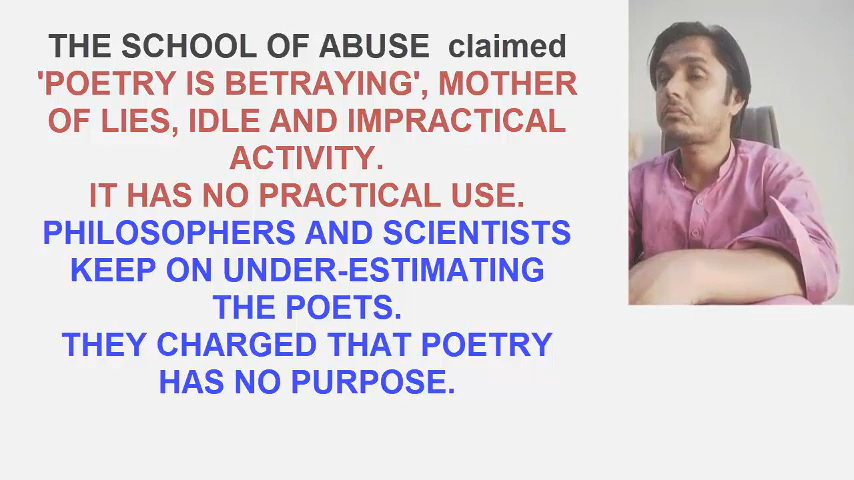 THE SCHOOL OF ABUSE claimed
'POETRY IS BETRAYING', MOTHER
OF LIES, IDLE AND IMPRACTICAL
ACTIVITY.
IT HAS NO PRACTICAL USE.
PHILOSOPHERS AND SCIENTISTS
KEEP ON UNDER-ESTIMATING
THE POETS.
THEY CHARGED THAT POETRY
HAS NO PURPOSE.